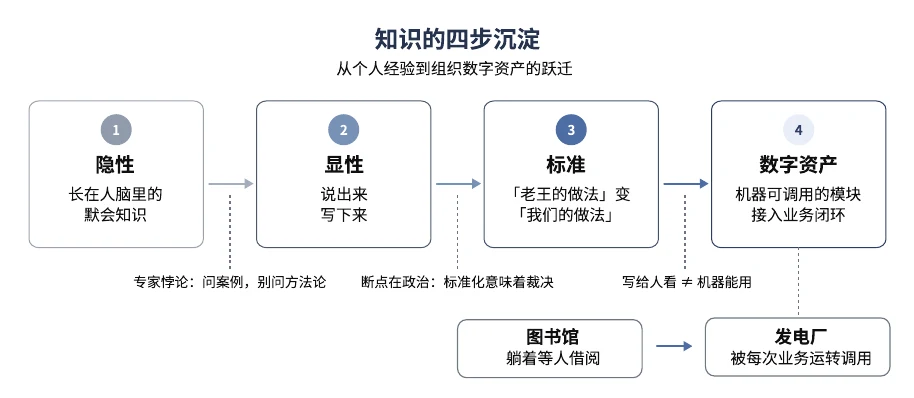 知识的四步沉淀
从个人经验到组织数字资产的跃迁
1
隐性
长在人脑里的
默会知识
2
显性
说出来
写下来
3
标准
「老王的做法」变
「我们的做法」
4
数字资产
机器可调用的模块
接入业务闭环
专家悖论：问案例，别问方法论
断点在政治：标准化意味着裁决
写给人看 ≠ 机器能用
图书馆
躺着等人借阅
发电厂
被每次业务运转调用